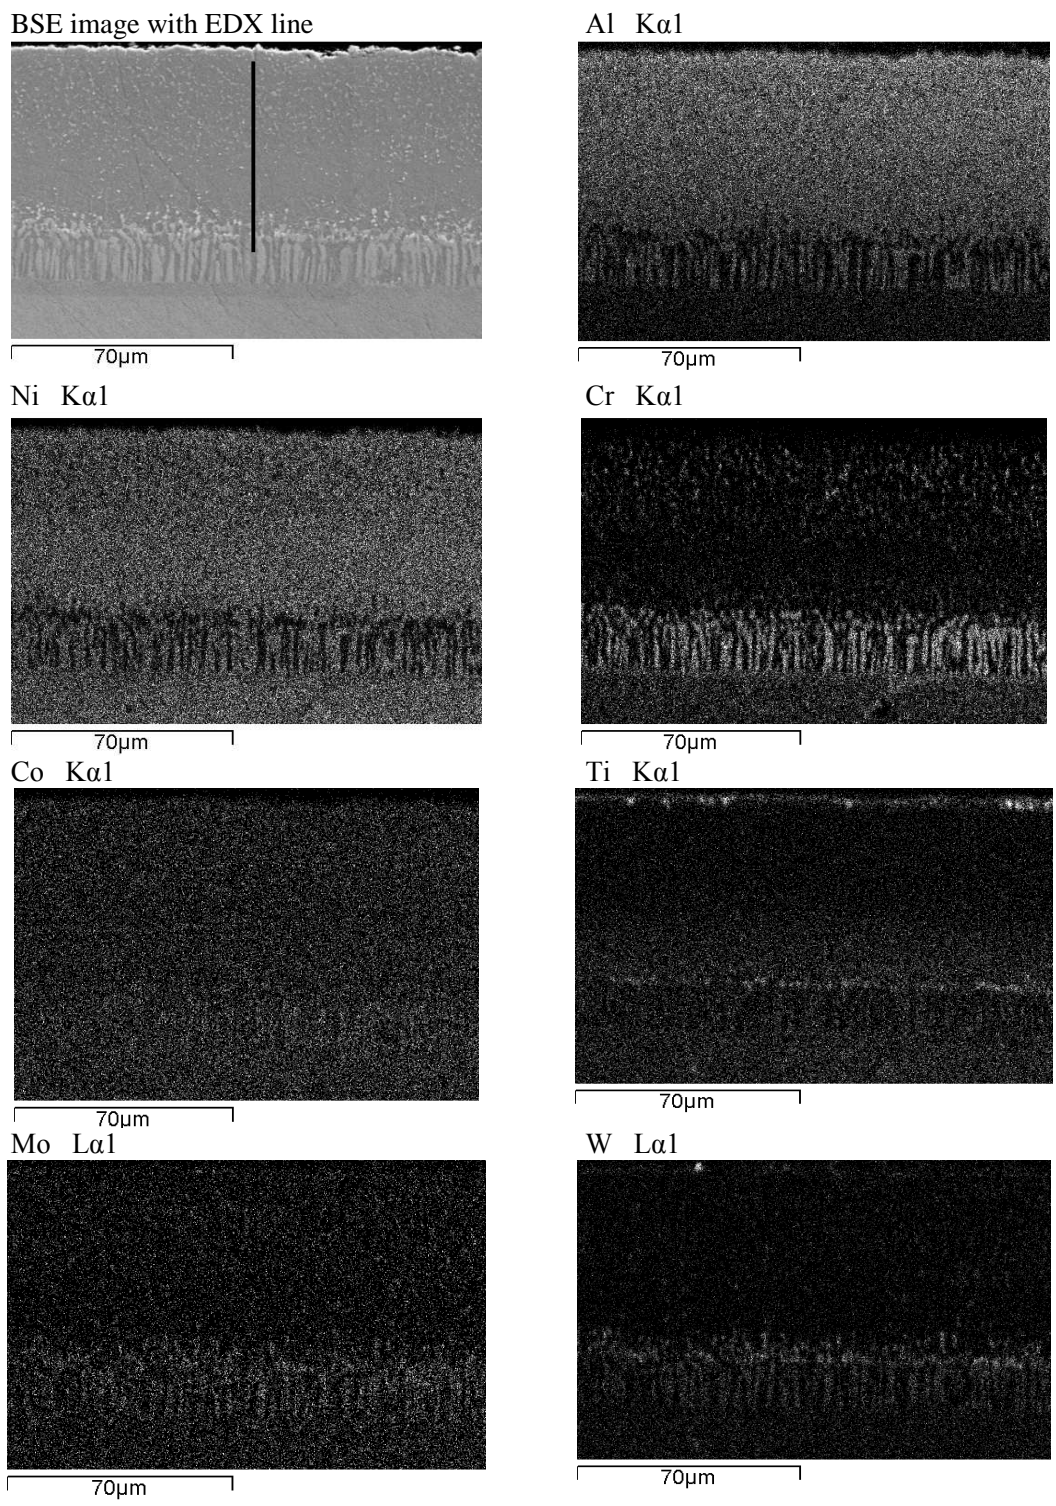 BSE image with EDX line
Al Kα1
70µm
70µm
Ni Kα1
Cr Kα1
70µm
70µm
Co Kα1
Ti Kα1
70µm
70µm
Mo Lα1
W Lα1
70µm
70µm